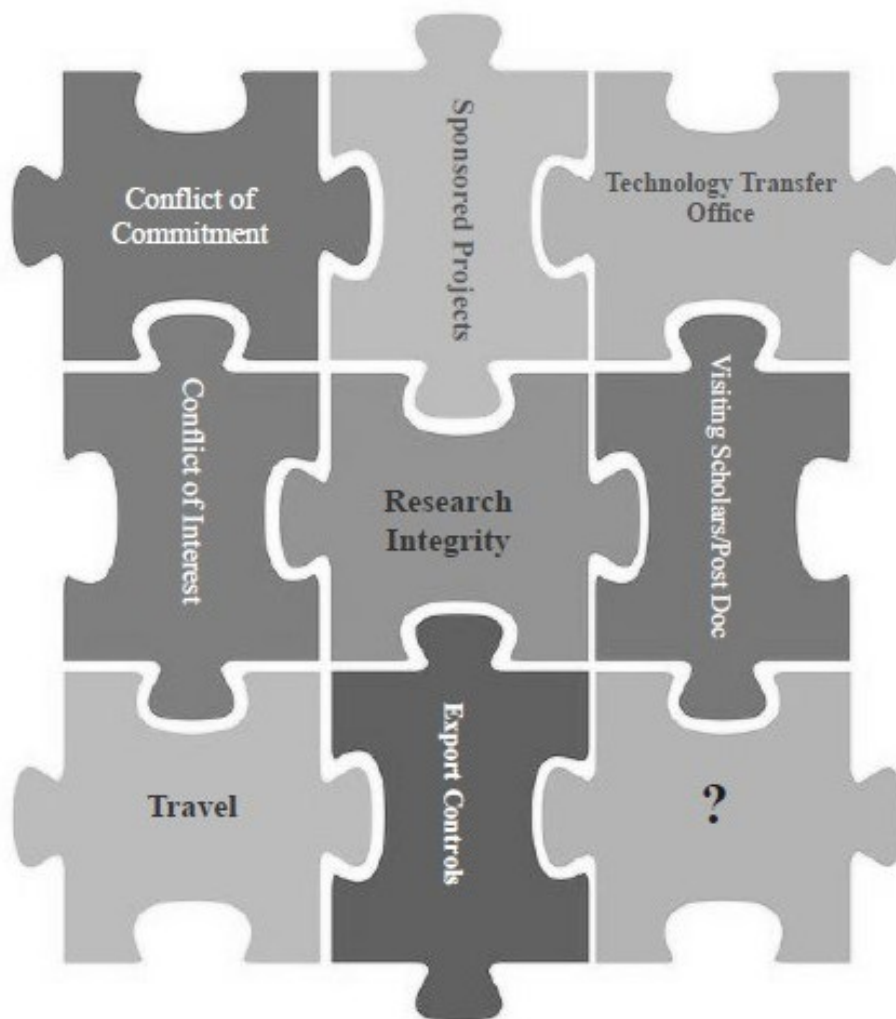 Conflict of
Commitment
Sponsored Projects
Technology Transfer
Office
Conflict of Interest
Research
Integrity
Visiting Scholars/Post Doc
Travel
Export Controls
?